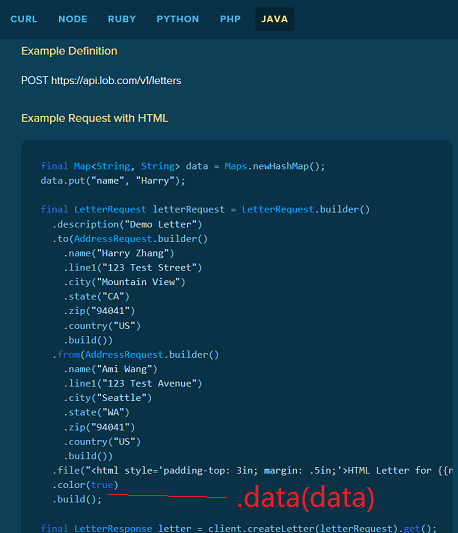 CURL NODE RUBY PYTHON PHP JAVA
Example Definition
POST https://api.lob.com/v1/letters
Example Request with HTML
final Map<String, String> data = Maps.newHashMap();
data.put("name", "Harry");
final LetterRequest letterRequest = LetterRequest.builder()
.description("Demo Letter")
.to(AddressRequest.builder()
.name("Harry Zhang")
.line1("123 Test Street")
.city("Mountain View")
.state("CA")
.zip("94041")
.country("US")
.build())
.from(AddressRequest.builder()
.name("Ami Wang")
.line1("123 Test Avenue")
.city("Seattle")
.state("WA")
.zip("94041")
.country("US")
.build())
.file("<html style='padding-top: 3in; margin: .5in;'>HTML Letter for {{n
.color(true)
.data(data)
.build();
final LetterResponse letter = client.createLetter(letterRequest).get();